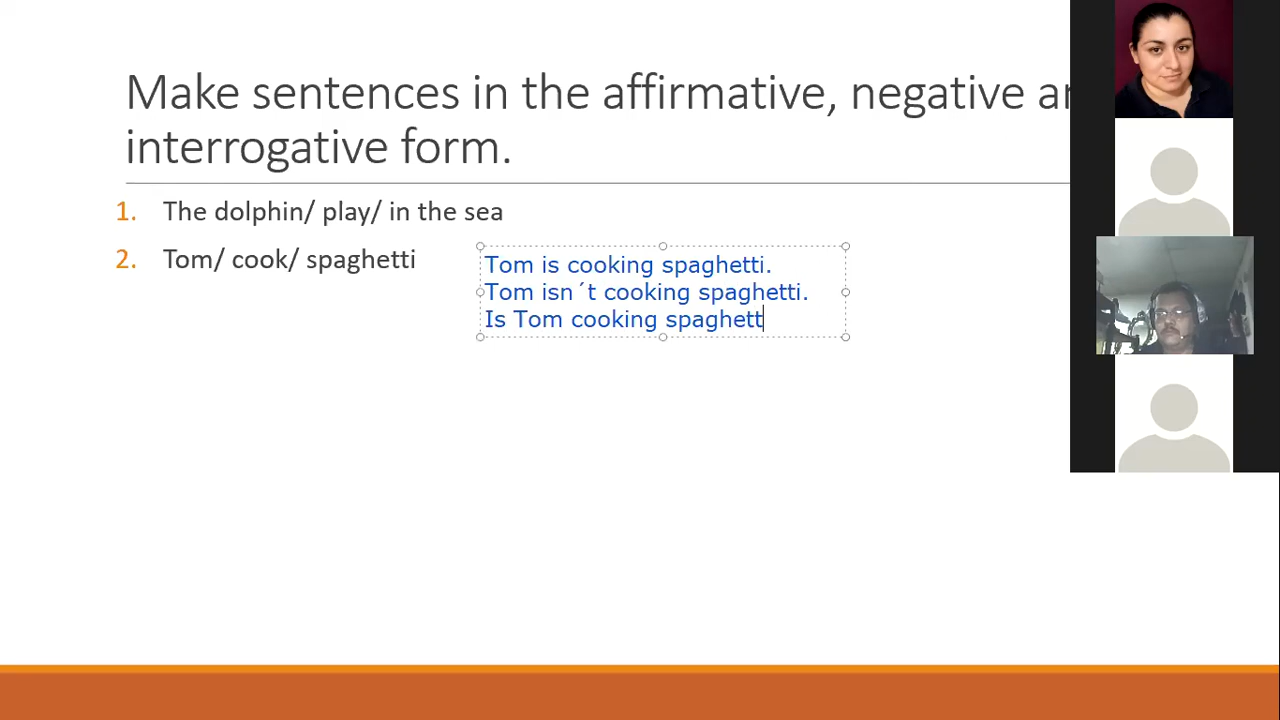 Make sentences in the affirmative, negative
interrogative form.
1. The dolphin/ play/ in the sea
2. Tom/ cook/ spaghetti
Tom is cooking spaghetti.
Tom isn´t cooking spaghetti.
Is Tom cooking spaghett